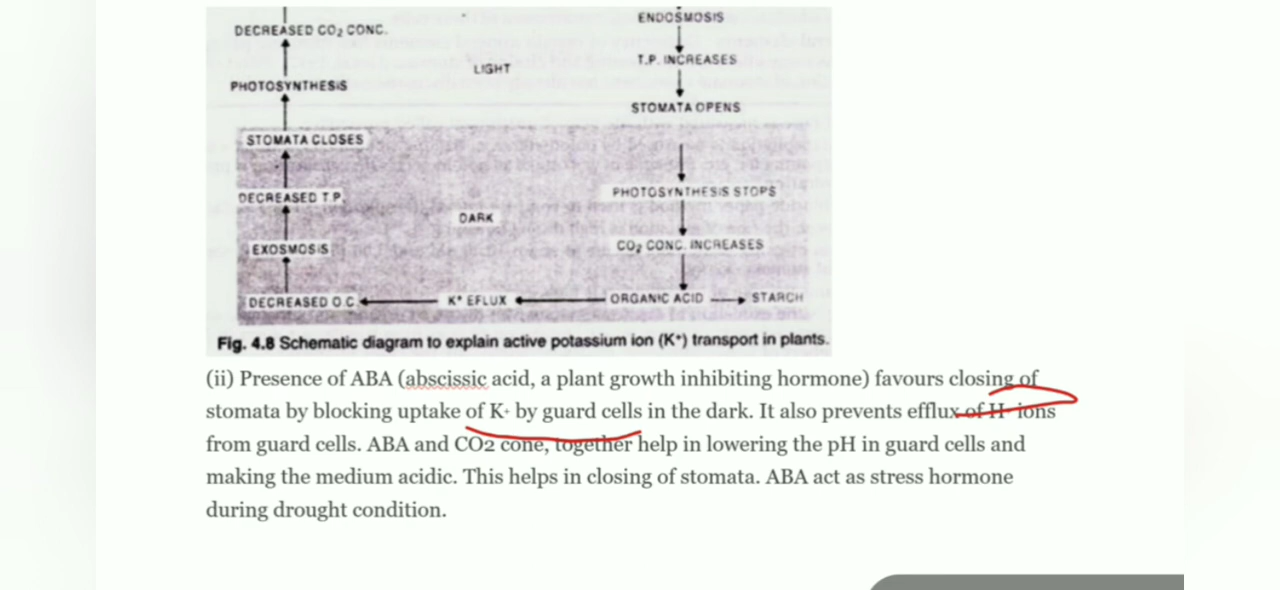 DECREASED CO₂ CONC.
PHOTOSYNTHESIS
STOMATA CLOSES
DECREASED T.P.
EXOSMOSIS
DECREASED O.C.
LIGHT
DARK
K⁺ EFLUX
ENDOSMOSIS
T.P. INCREASES
STOMATA OPENS
PHOTOSYNTHESIS STOPS
CO₂ CONC. INCREASES
ORGANIC ACID
STARCH
Fig. 4.8 Schematic diagram to explain active potassium ion (K⁺) transport in plants.
(ii) Presence of ABA (abscissic acid, a plant growth inhibiting hormone) favours closing of
stomata by blocking uptake of K⁺ by guard cells in the dark. It also prevents efflux of H⁺ ions
from guard cells. ABA and CO2 cone, together help in lowering the pH in guard cells and
making the medium acidic. This helps in closing of stomata. ABA act as stress hormone
during drought condition.